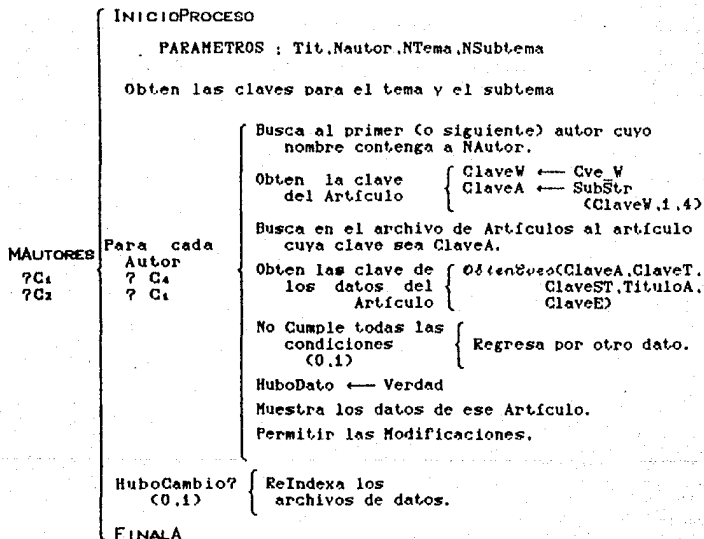 INICIOPROCESO
PARAMETROS : Tit,Nautor,NTema,NSubtema
Obten las claves para el tema y el subtema
MAUTORES
?C1
?C2
Para cada
Autor
? C4
? C1
Busca al primer (o siguiente) autor cuyo
nombre contenga a NAutor.
Obten la clave
del Artículo
ClaveW ← Cve_W
ClaveA ← SubStr
(ClaveW,1,4)
Busca en el archivo de Artículos al artículo
cuya clave sea ClaveA.
Obten las clave de
los datos del
Artículo
(ClaveA,ClaveT,
ClaveST,TituloA,
ClaveE)
No Cumple todas las
condiciones
(0,1)
Regresa por otro dato.
HuboDato ← Verdad
Muestra los datos de ese Artículo.
Permitir las Modificaciones.
HuboCambio?
(0,1)
ReIndexa los
archivos de datos.
FINALA